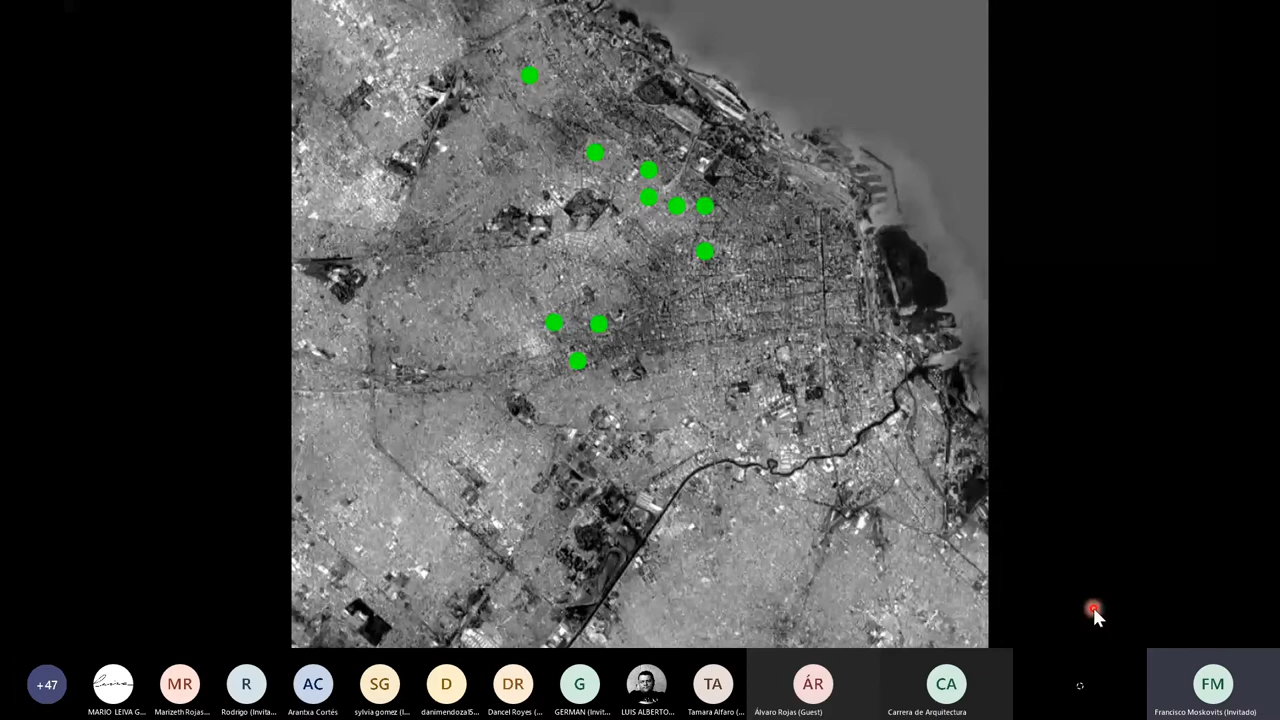 +47
MR
R
AC
SG
D
DR
G
TA
ÁR
CA
FM
MARIO LEIVA G...
Marizeth Rojas...
Rodrigo (Invita...
Arantxa Cortés
sylvia gomez (I...
danimendoza15...
Dancel Royes (...
GERMAN (Invit...
LUIS ALBERTO...
Tamara Alfaro (...
Álvaro Rojas (Guest)
Carrera de Arquitectura
Francisco Moskovits (Invitado)